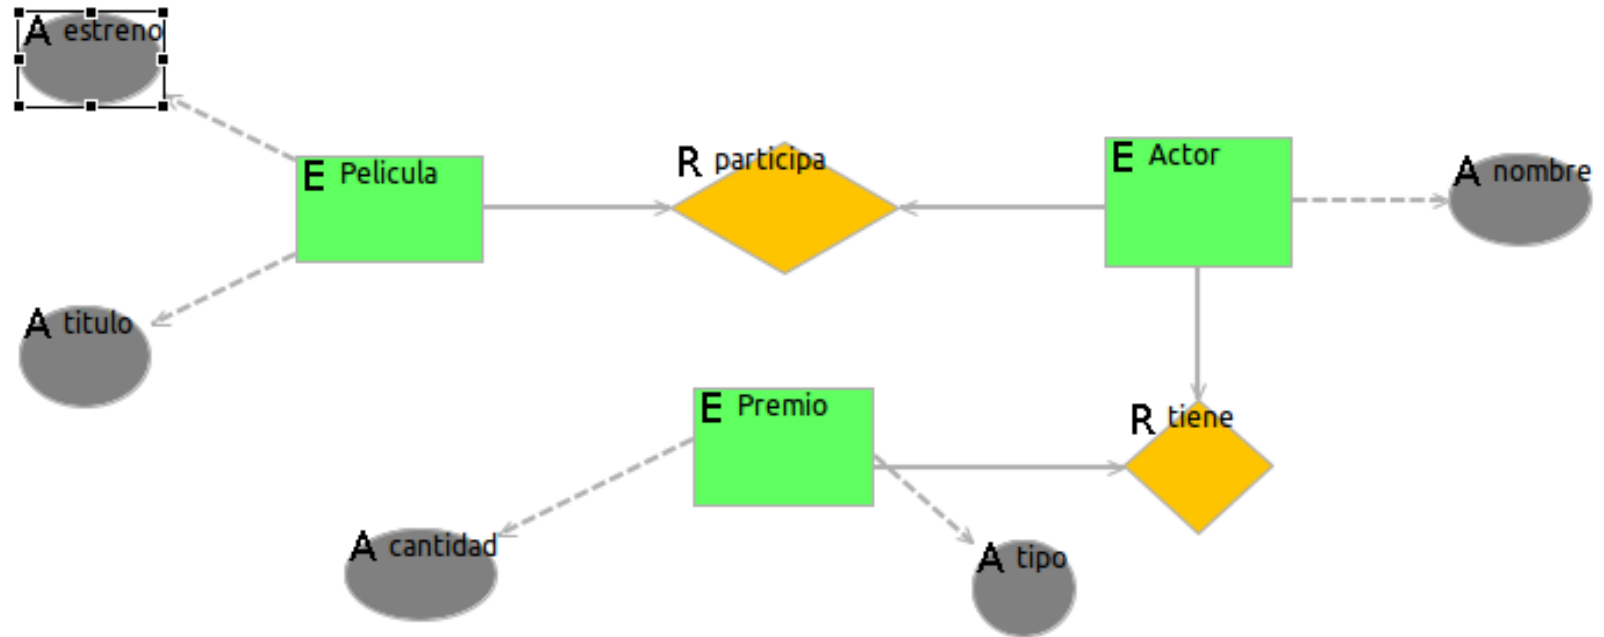 A estreno
E Pelicula
R participa
E Actor
A nombre
A titulo
E Premio
R tiene
A cantidad
A tipo